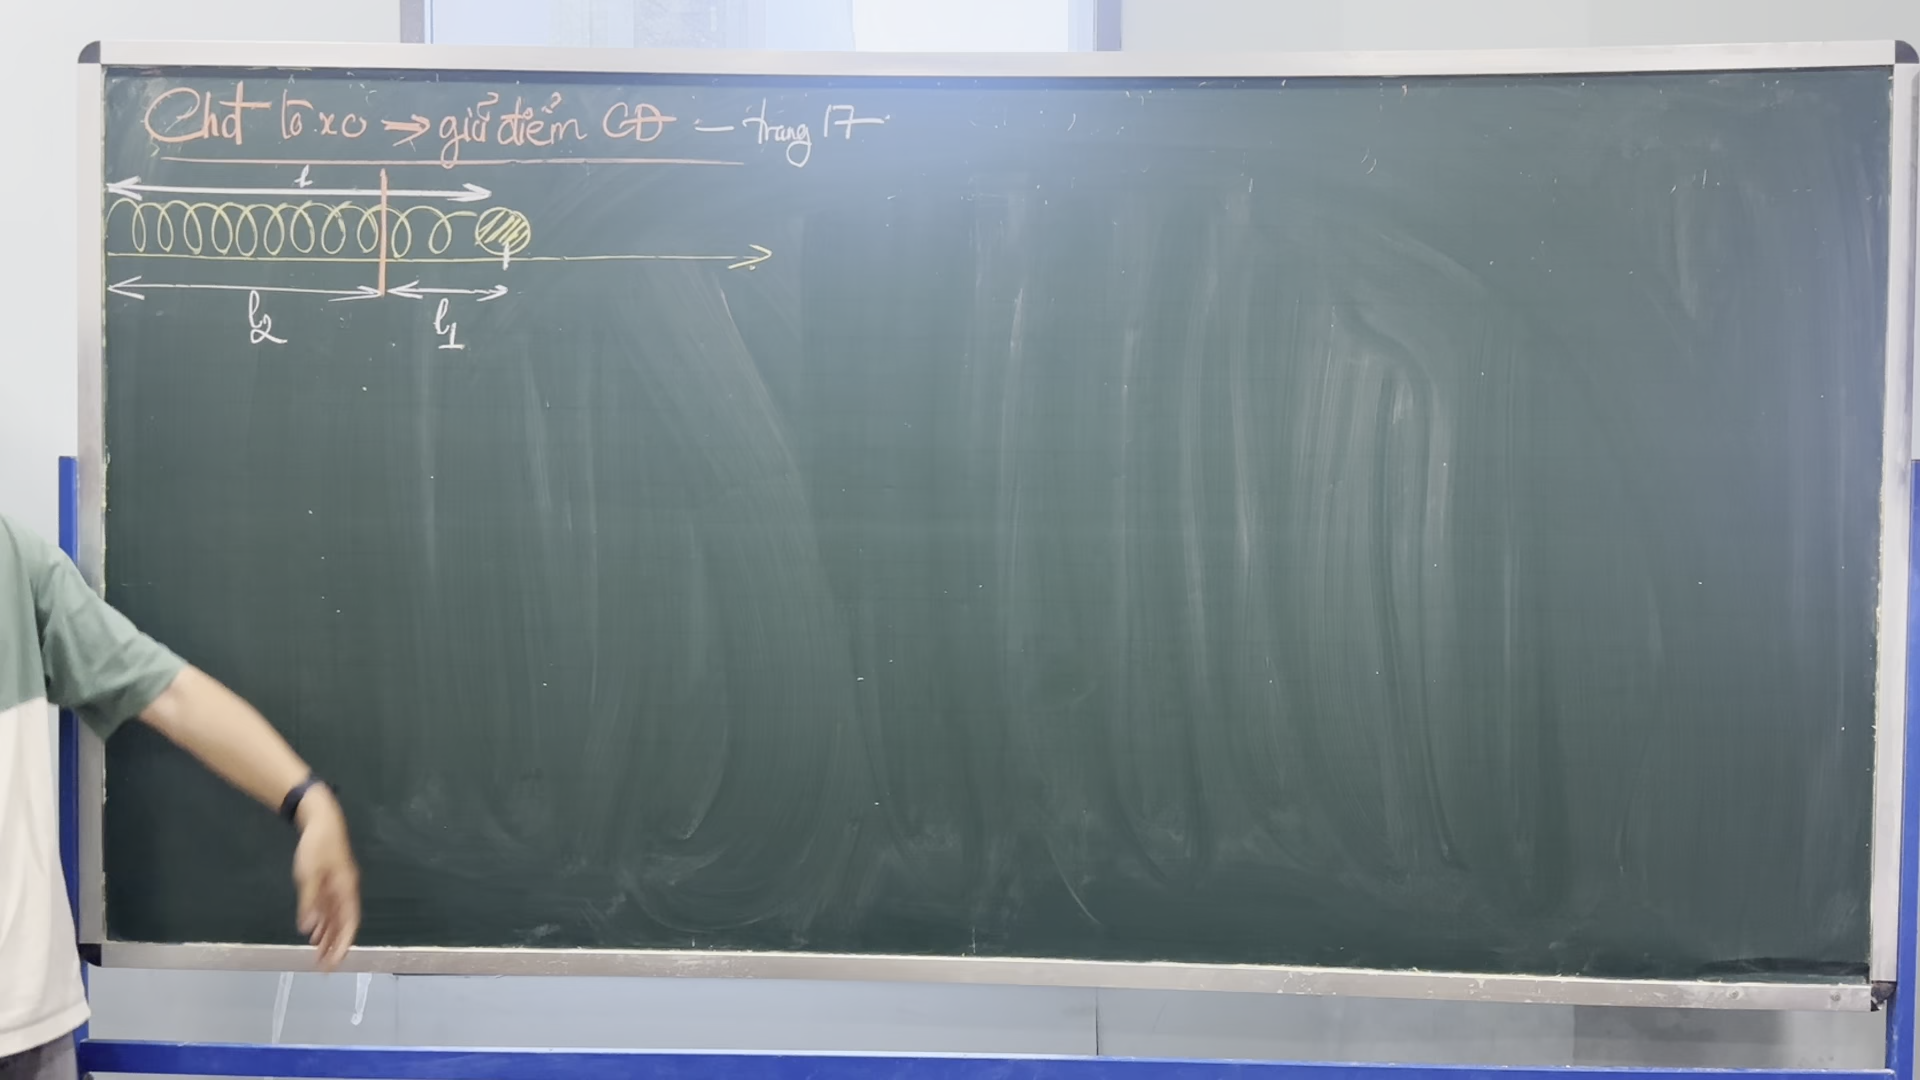 Chốt lò xo → giữ điểm CĐ – trang 17
l
l₂ l₁